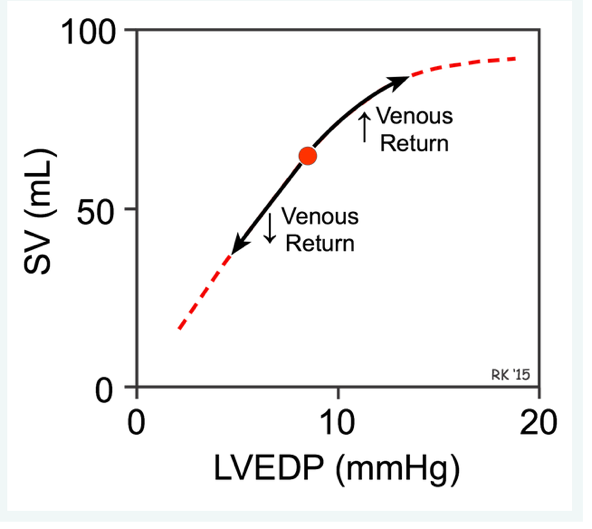 100
SV (mL)
↑ Venous
Return
50
↓ Venous
Return
RK '15
0
0
10
20
LVEDP (mmHg)